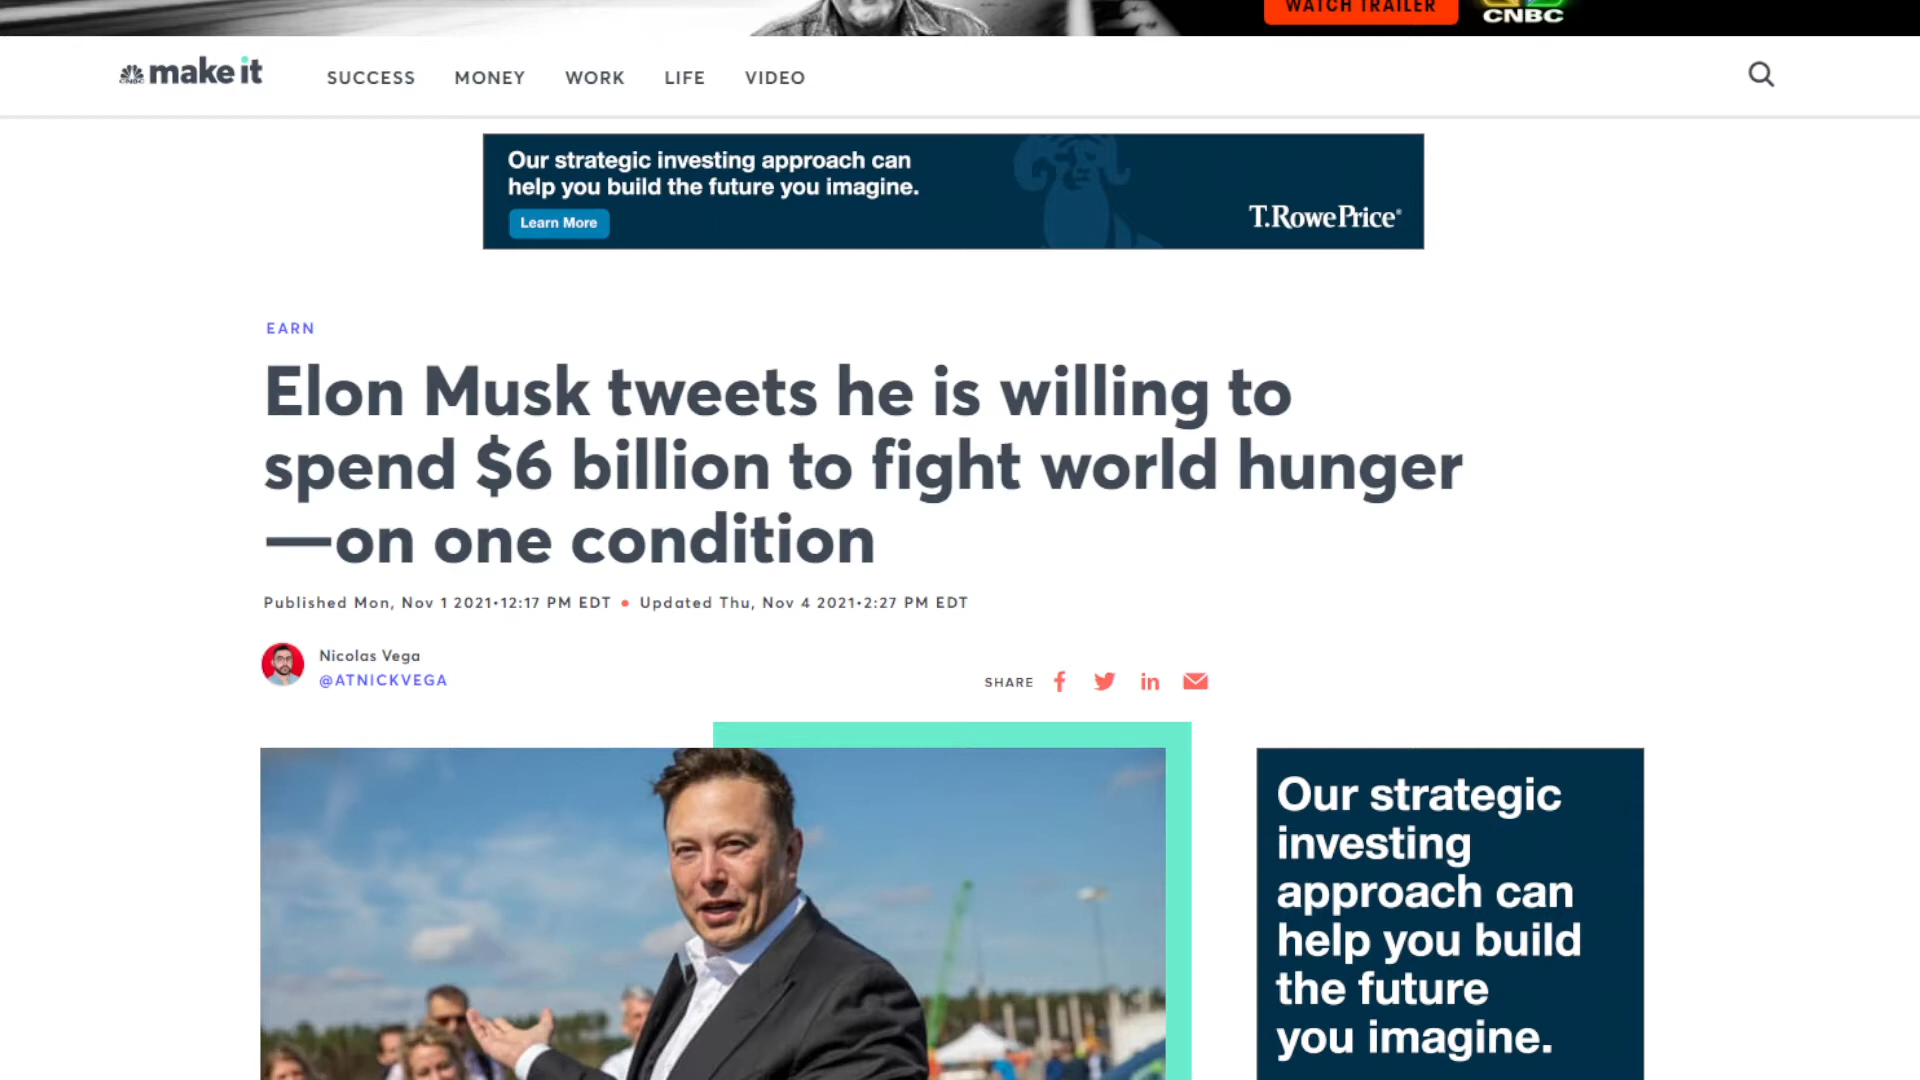 WATCH TRAILER
CNBC
make it
SUCCESS
MONEY
WORK
LIFE
VIDEO
Our strategic investing approach can
help you build the future you imagine.
Learn More
T.RowePrice®
EARN
Elon Musk tweets he is willing to
spend $6 billion to fight world hunger
—on one condition
Published Mon, Nov 1 2021•12:17 PM EDT • Updated Thu, Nov 4 2021•2:27 PM EDT
Nicolas Vega
@ATNICKVEGA
SHARE
Our strategic
investing
approach can
help you build
the future
you imagine.